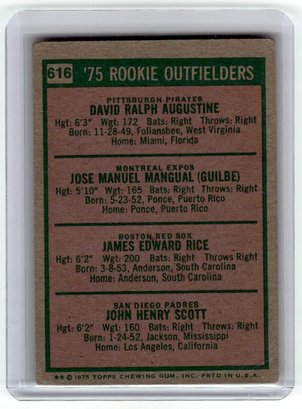 616
'75 ROOKIE OUTFIELDERS
PITTSBURGH PIRATES
DAVID RALPH AUGUSTINE
Hgt: 6'3" Wgt: 172 Bats: Right Throws: Right
Born: 11-28-49, Follansbee, West Virginia
Home: Miami, Florida
MONTREAL EXPOS
JOSE MANUEL MANGUAL (GUILBE)
Hgt: 5'10" Wgt: 165 Bats: Right Throws: Right
Born: 5-23-52, Ponce, Puerto Rico
Home: Ponce, Puerto Rico
BOSTON RED SOX
JAMES EDWARD RICE
Hgt: 6'2" Wgt: 200 Bats: Right Throws: Right
Born: 3-8-53, Anderson, South Carolina
Home: Anderson, South Carolina
SAN DIEGO PADRES
JOHN HENRY SCOTT
Hgt: 6'2" Wgt: 160 Bats: Right Throws: Right
Born: 1-24-52, Jackson, Mississippi
Home: Los Angeles, California
★★ © 1975 TOPPS CHEWING GUM, INC. PRTD IN U.S.A.